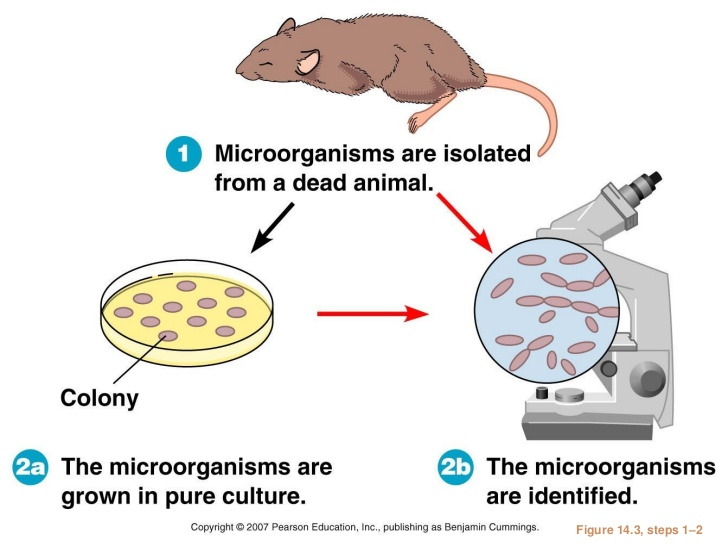 1 Microorganisms are isolated
from a dead animal.
Colony
2a The microorganisms are
grown in pure culture.
2b The microorganisms
are identified.
Copyright © 2007 Pearson Education, Inc., publishing as Benjamin Cummings.
Figure 14.3, steps 1–2